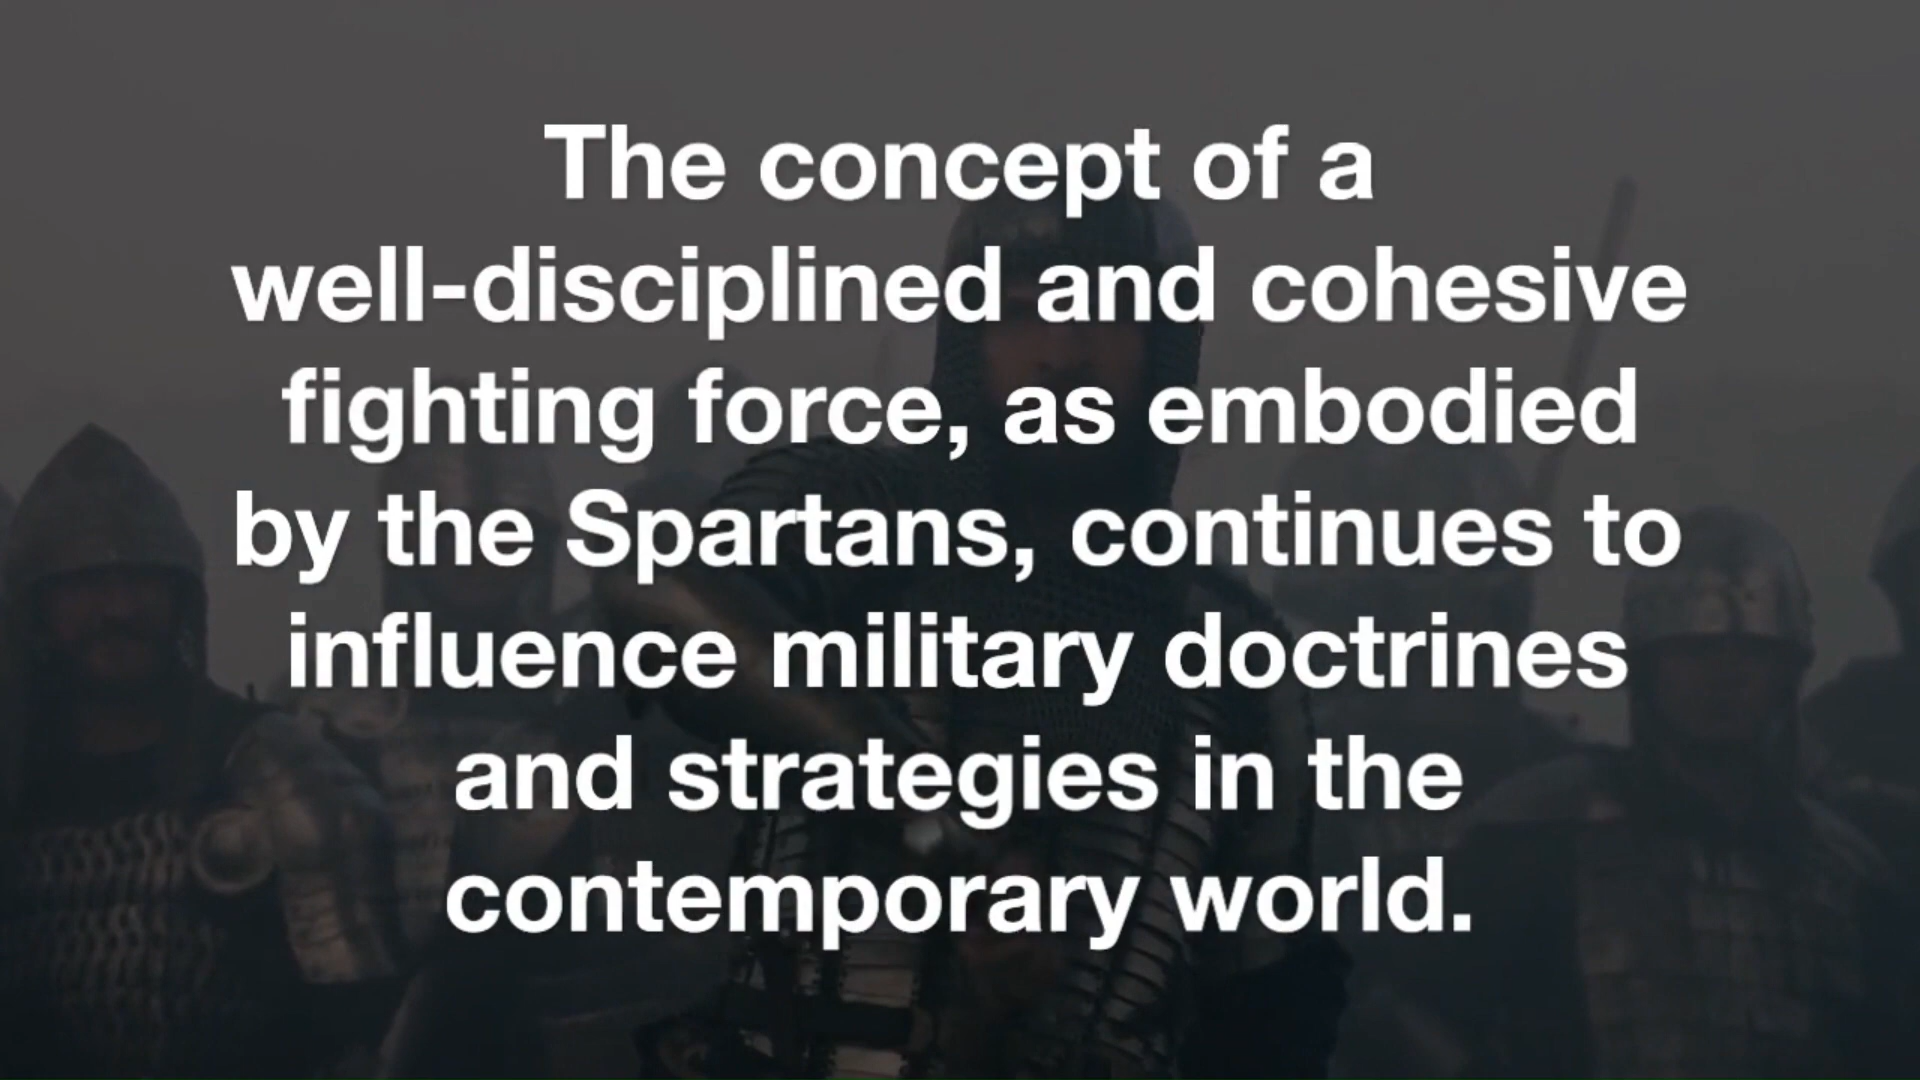 The concept of a
well-disciplined and cohesive
fighting force, as embodied
by the Spartans, continues to
influence military doctrines
and strategies in the
contemporary world.